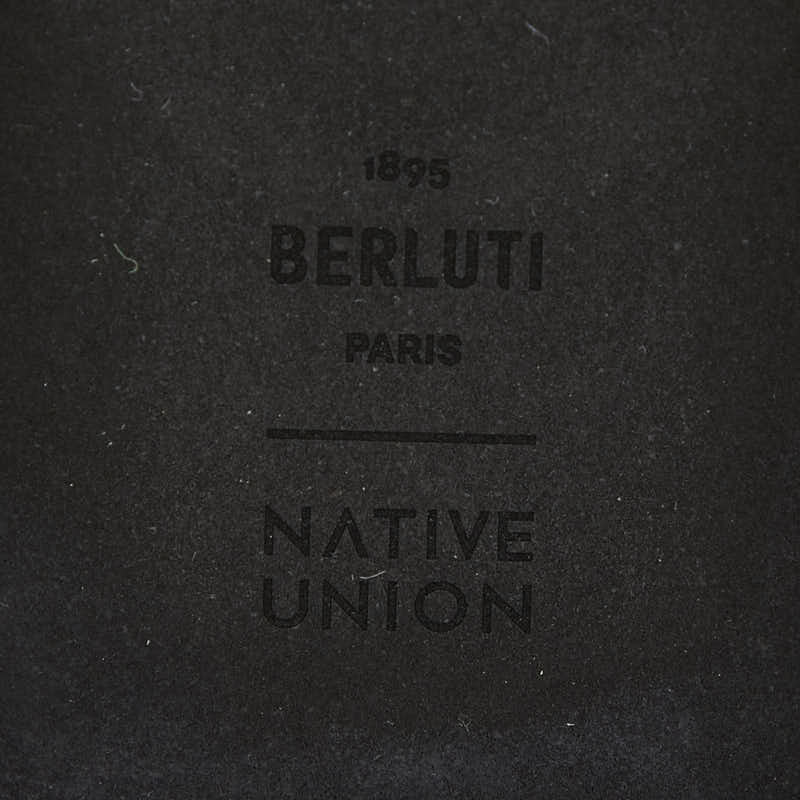 1895
BERLUTI
PARIS
NATIVE
UNION